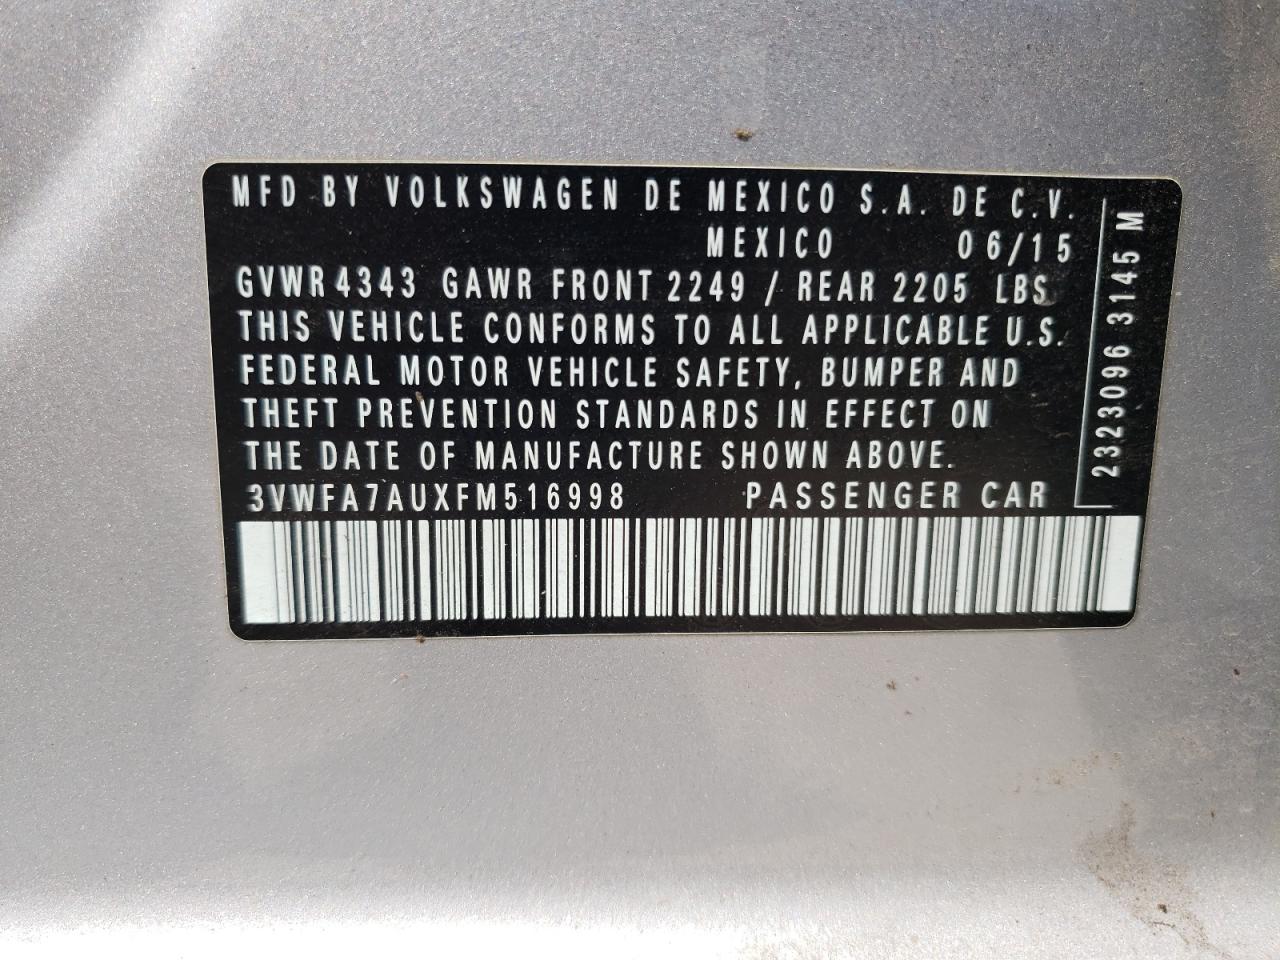 MFD BY VOLKSWAGEN DE MEXICO S.A. DE C.V.
MEXICO 06/15
GVWR 4343 GAWR FRONT 2249 / REAR 2205 LBS
THIS VEHICLE CONFORMS TO ALL APPLICABLE U.S.
FEDERAL MOTOR VEHICLE SAFETY, BUMPER AND
THEFT PREVENTION STANDARDS IN EFFECT ON
THE DATE OF MANUFACTURE SHOWN ABOVE.
3VWFA7AUXFM516998 PASSENGER CAR
2323096 3145 M